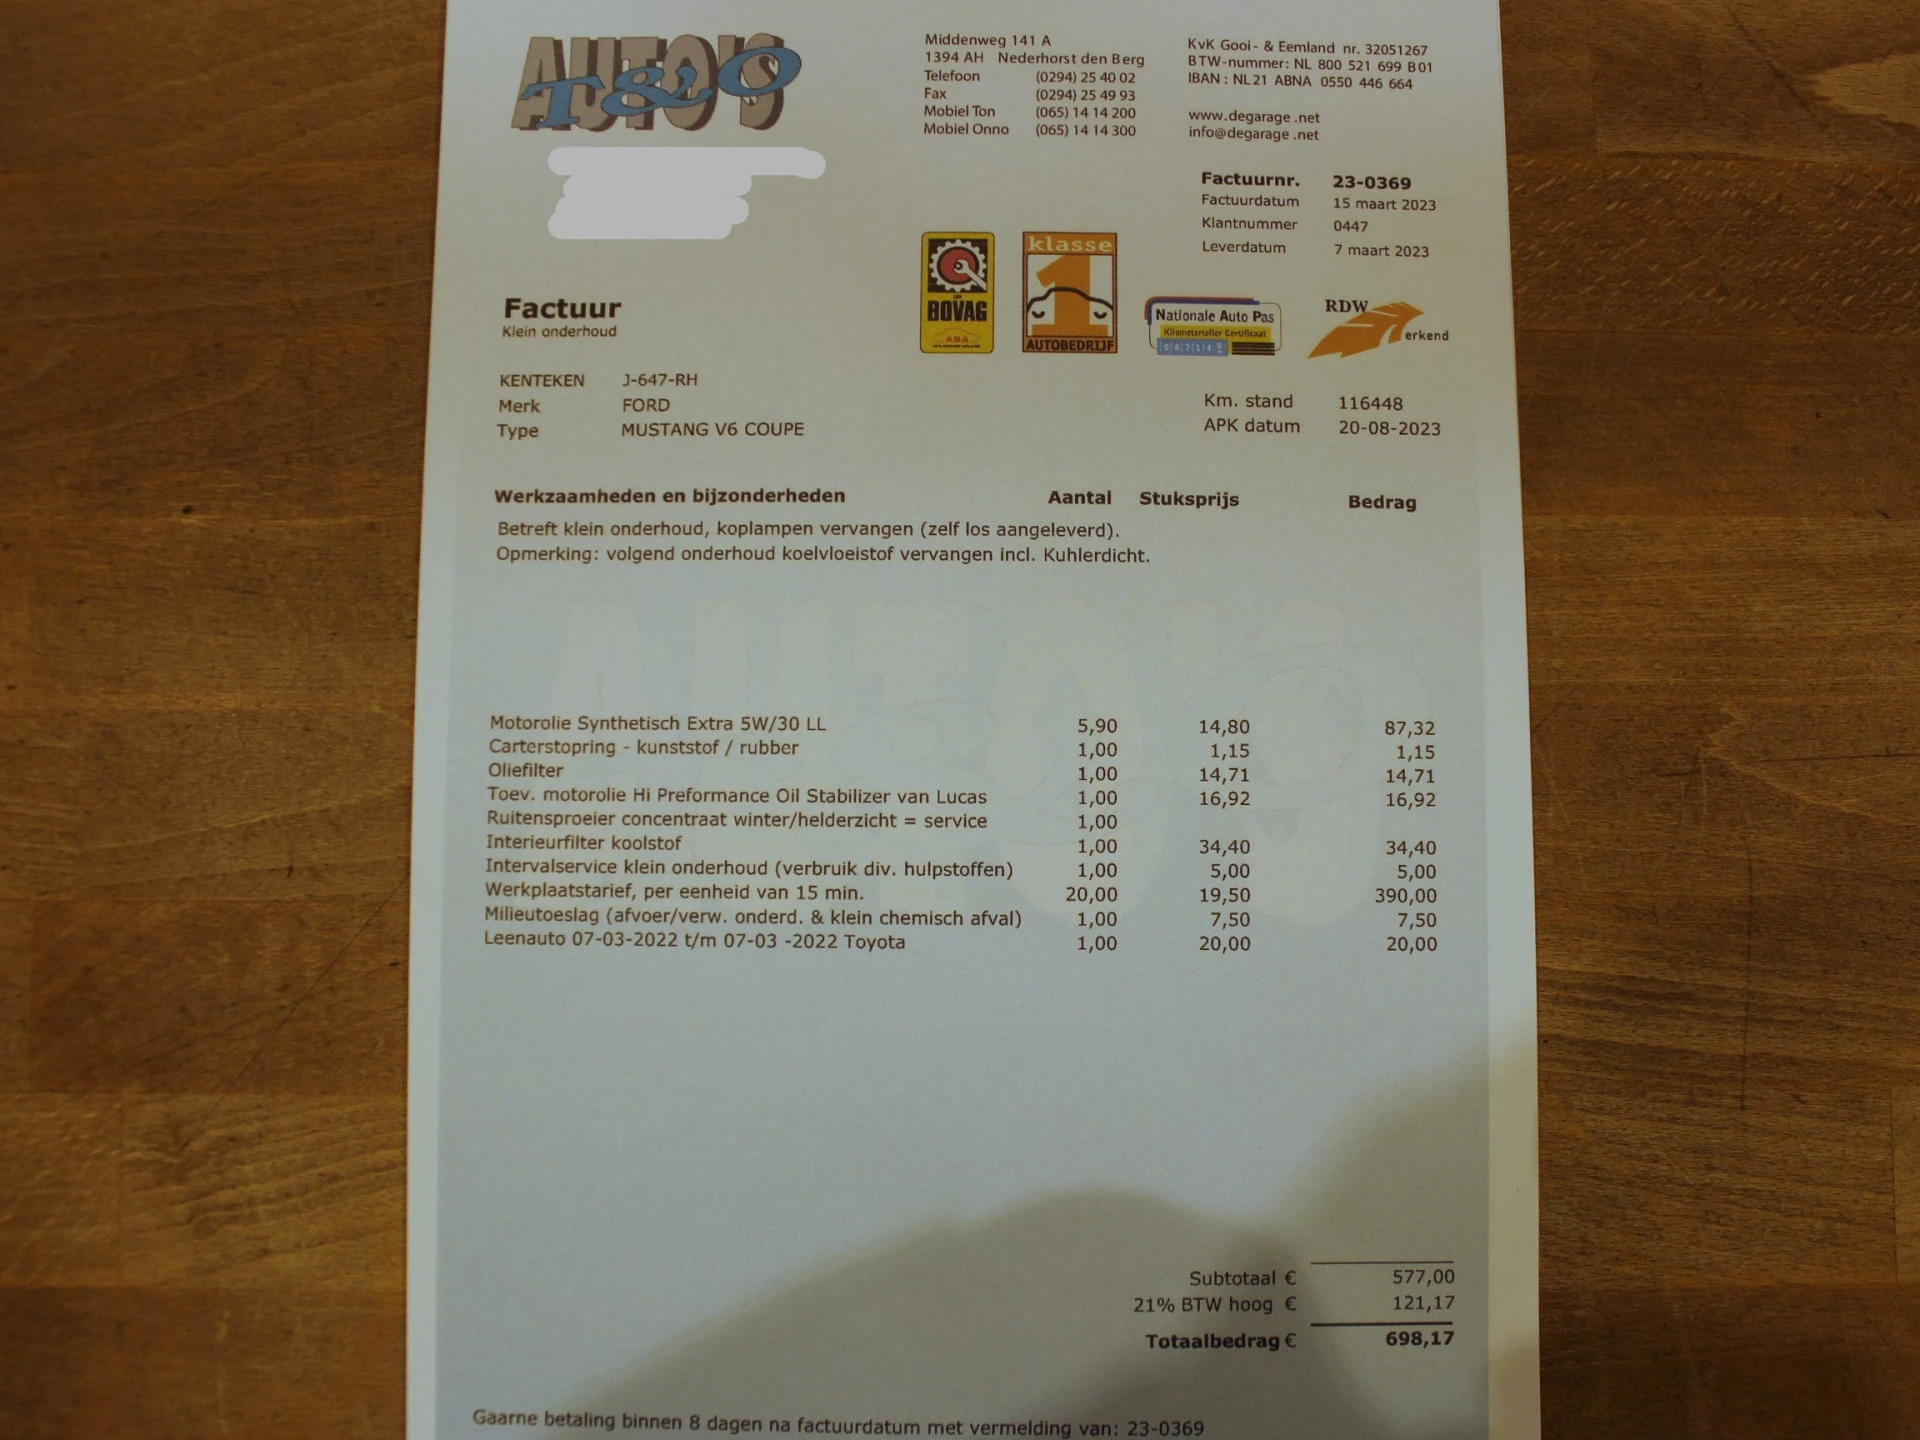 AUTO'S
T&O
Middenweg 141 A
1394 AH Nederhorst den Berg
Telefoon (0294) 25 40 02
Fax (0294) 25 49 93
Mobiel Ton (065) 14 14 200
Mobiel Onno (065) 14 14 300
KvK Gooi- & Eemland nr. 32051267
BTW-nummer: NL 800 521 699 B01
IBAN : NL21 ABNA 0550 446 664
www.degarage.net
info@degarage.net
Factuurnr. 23-0369
Factuurdatum 15 maart 2023
Klantnummer 0447
Leverdatum 7 maart 2023
BOVAG
ABA
klasse
1
AUTOBEDRIJF
Nationale Auto Pas
Kilometerteller Certificaat
RDW
erkend
Factuur
Klein onderhoud
KENTEKEN J-647-RH
Merk FORD
Type MUSTANG V6 COUPE
Km. stand 116448
APK datum 20-08-2023
Werkzaamheden en bijzonderheden Aantal Stuksprijs Bedrag
Betreft klein onderhoud, koplampen vervangen (zelf los aangeleverd).
Opmerking: volgend onderhoud koelvloeistof vervangen incl. Kuhlerdicht.
Motorolie Synthetisch Extra 5W/30 LL 5,90 14,80 87,32
Carterstopring - kunststof / rubber 1,00 1,15 1,15
Oliefilter 1,00 14,71 14,71
Toev. motorolie Hi Preformance Oil Stabilizer van Lucas 1,00 16,92 16,92
Ruitensproeier concentraat winter/helderzicht = service 1,00
Interieurfilter koolstof 1,00 34,40 34,40
Intervalservice klein onderhoud (verbruik div. hulpstoffen) 1,00 5,00 5,00
Werkplaatstarief, per eenheid van 15 min. 20,00 19,50 390,00
Milieutoeslag (afvoer/verw. onderd. & klein chemisch afval) 1,00 7,50 7,50
Leenauto 07-03-2022 t/m 07-03 -2022 Toyota 1,00 20,00 20,00
Subtotaal € 577,00
21% BTW hoog € 121,17
Totaalbedrag € 698,17
Gaarne betaling binnen 8 dagen na factuurdatum met vermelding van: 23-0369